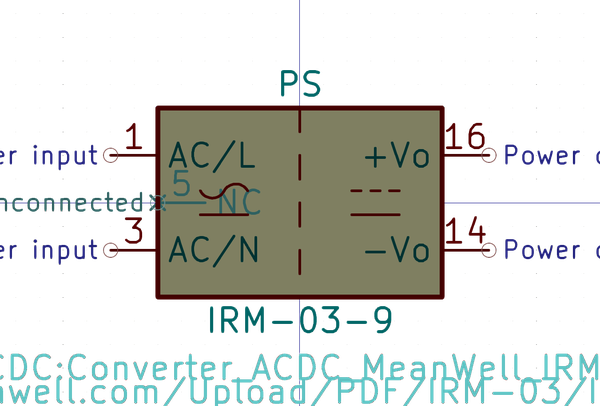 PS
1 16
er input AC/L +Vo Power o
5
nconnected NC
3 14
er input AC/N -Vo Power o
IRM-03-9
CDC:Converter_ACDC_MeanWell_IRM
nwell.com/Upload/PDF/IRM-03/I